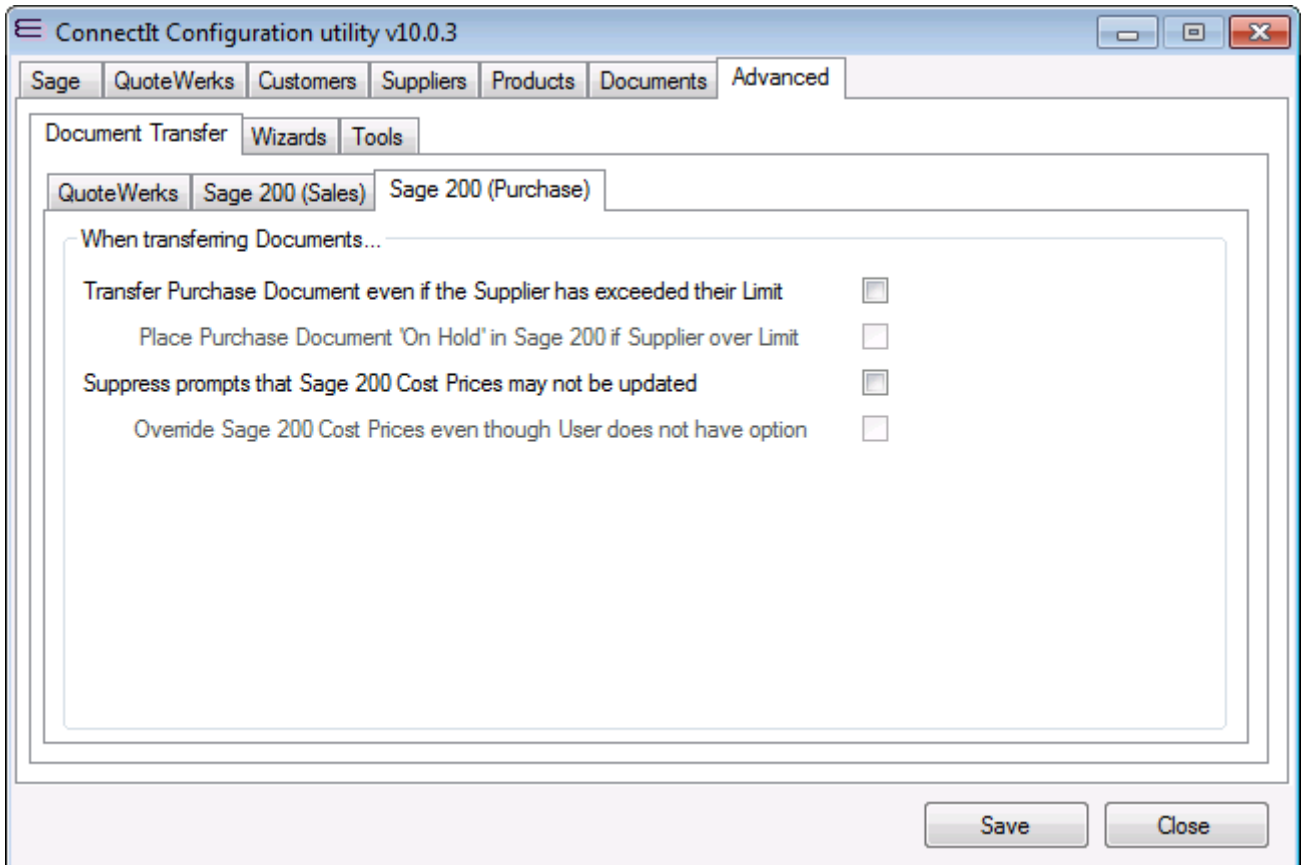 ConnectIt Configuration utility v10.0.3
Sage QuoteWerks Customers Suppliers Products Documents Advanced
Document Transfer Wizards Tools
QuoteWerks Sage 200 (Sales) Sage 200 (Purchase)
When transferring Documents...
Transfer Purchase Document even if the Supplier has exceeded their Limit
Place Purchase Document 'On Hold' in Sage 200 if Supplier over Limit
Suppress prompts that Sage 200 Cost Prices may not be updated
Override Sage 200 Cost Prices even though User does not have option
Save Close